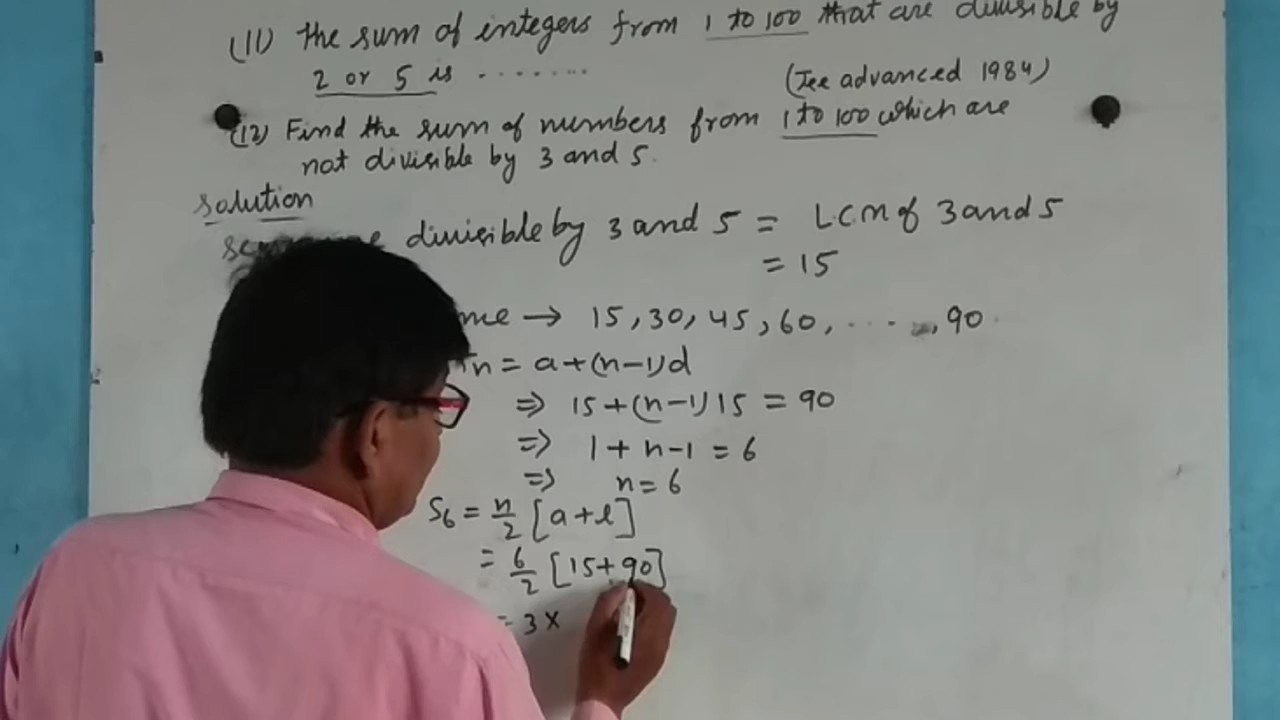 (11) the sum of integers from 1 to 100 that are divisible by
2 or 5 is ........
(Jee advanced 1984)
(12) Find the sum of numbers from 1 to 100 which are
not divisible by 3 and 5.
solution
divisible by 3 and 5 = LCM of 3 and 5
= 15
→ 15, 30, 45, 60, ....., 90
n = a+(n-1)d
⇒ 15+(n-1)15 = 90
⇒ 1+n-1 = 6
⇒ n = 6
S6 = n/2 [a+l]
= 6/2 [15+90]
= 3×